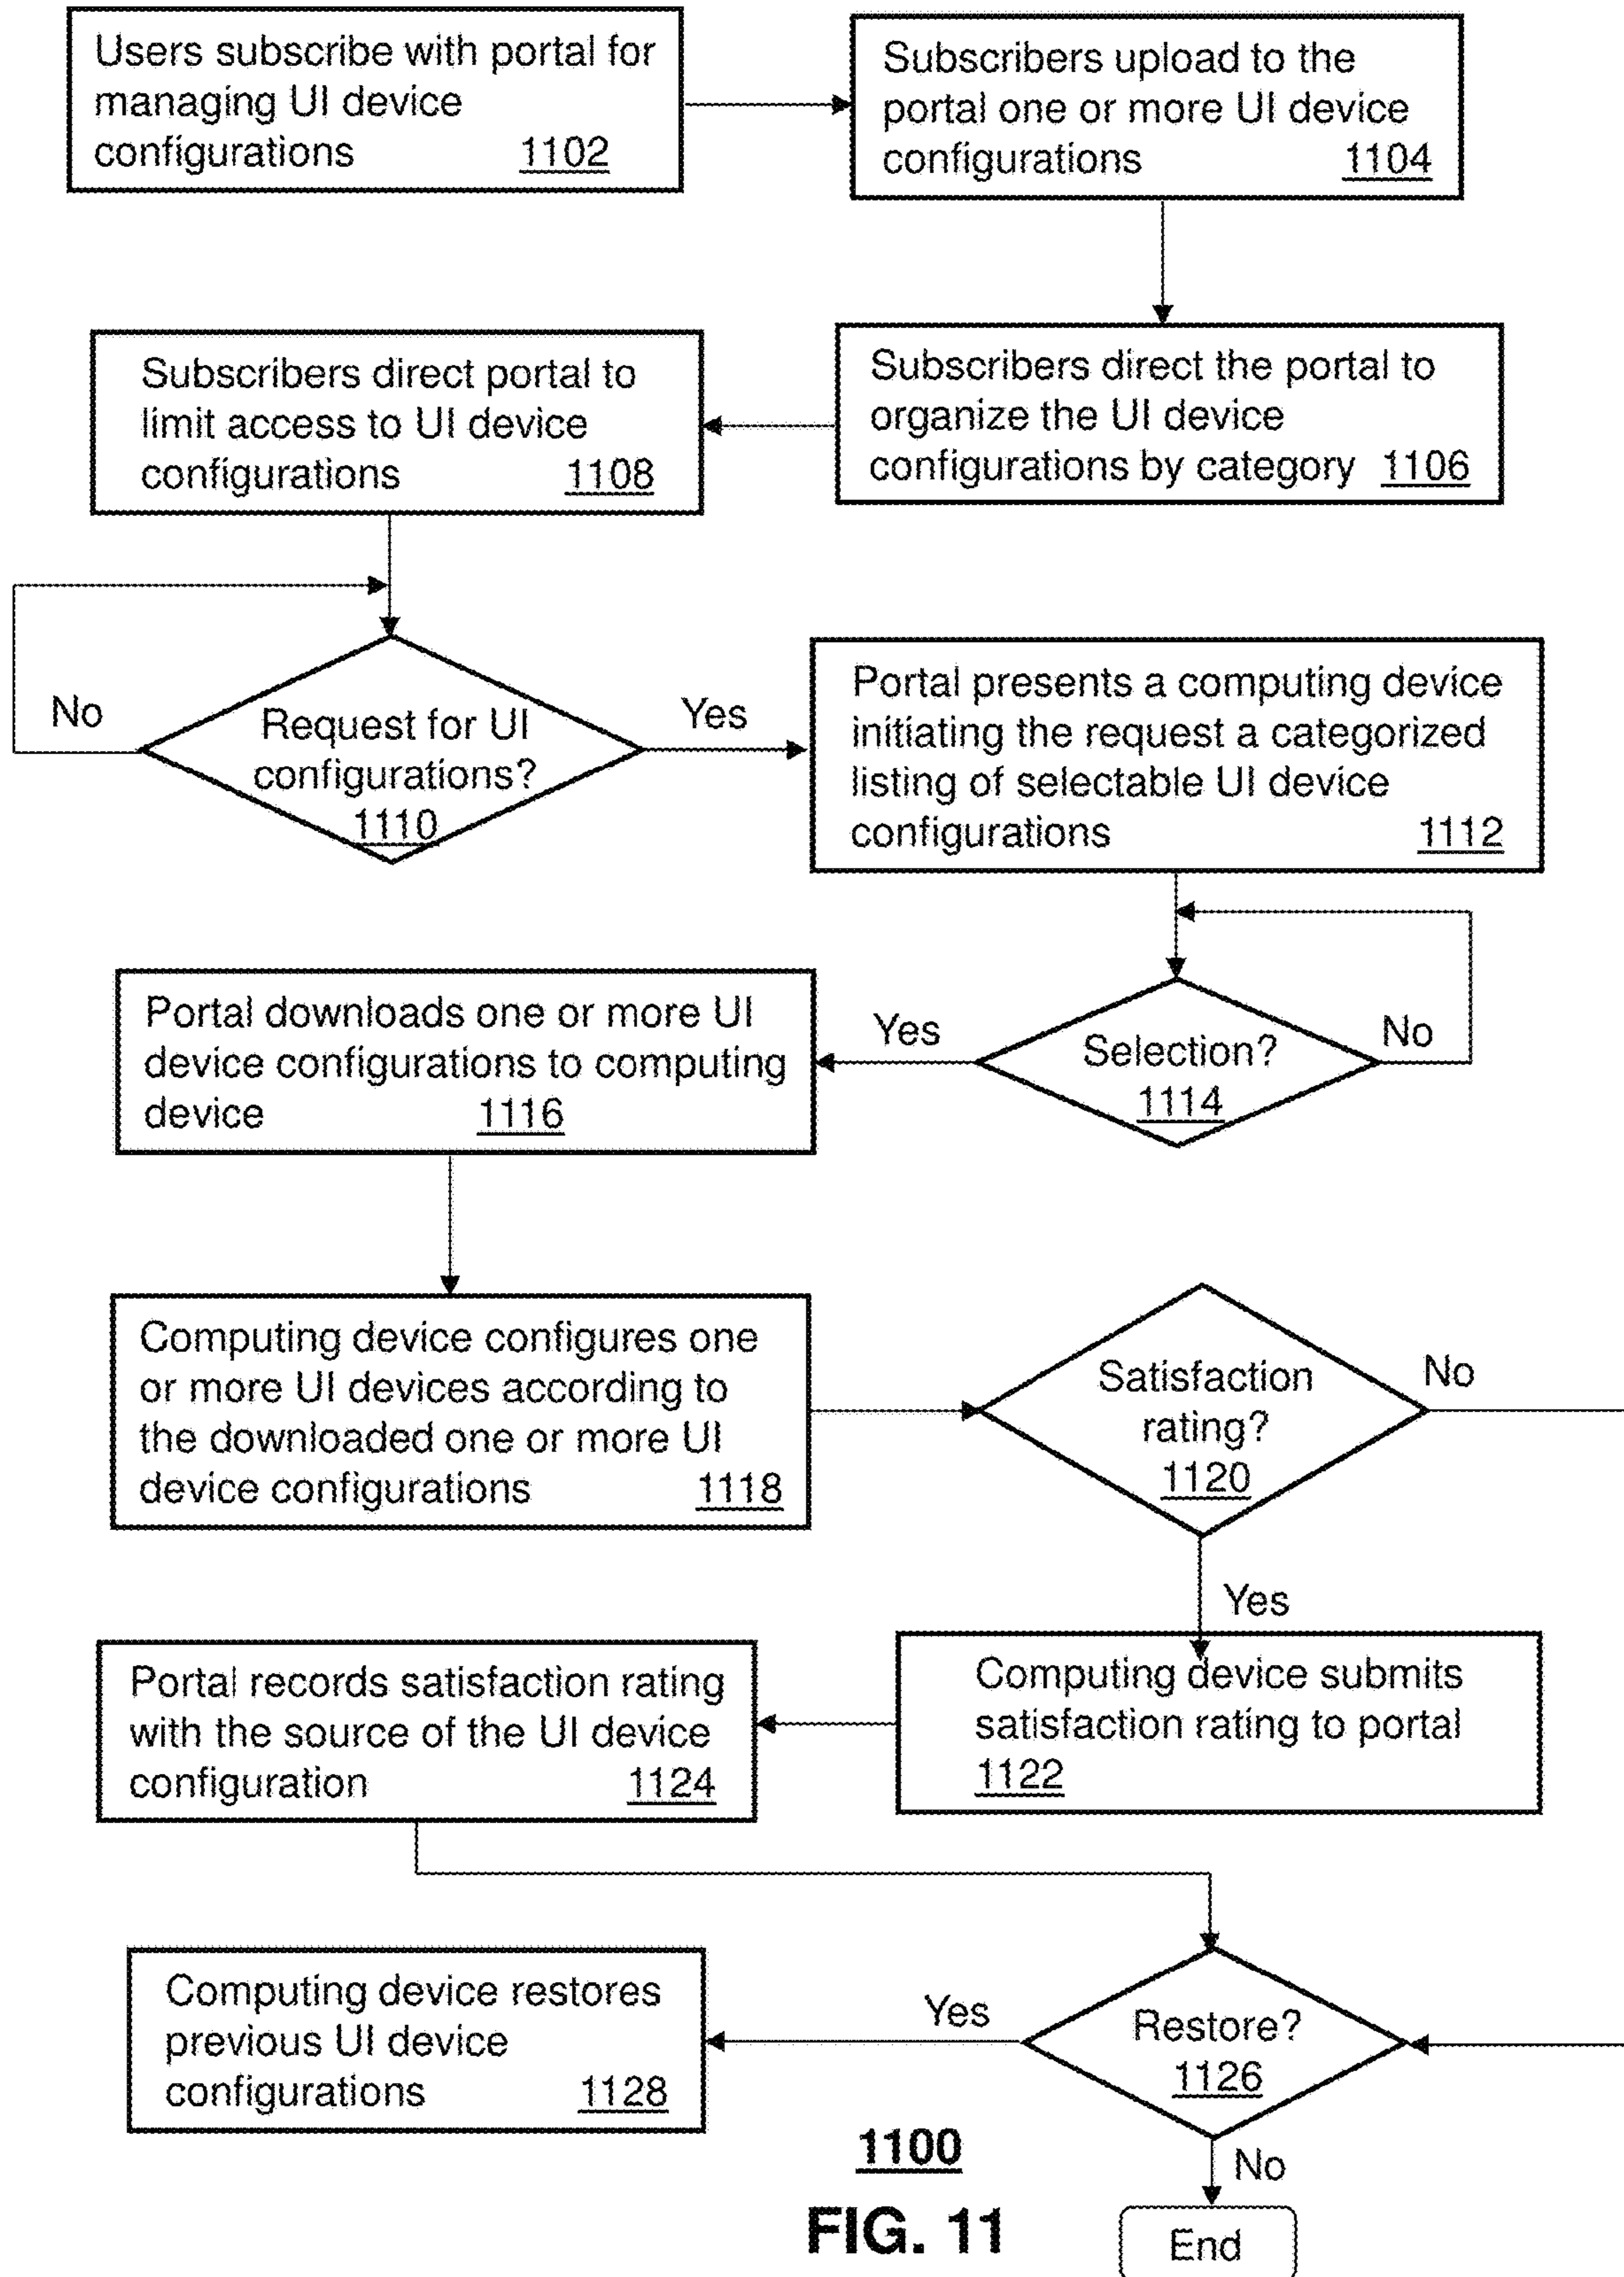 Users subscribe with portal for
managing UI device
configurations 1102
Subscribers upload to the
portal one or more UI device
configurations 1104
Subscribers direct the portal to
organize the UI device
configurations by category 1106
Subscribers direct portal to
limit access to UI device
configurations 1108
No
Request for UI
configurations?
1110
Yes
Portal presents a computing device
initiating the request a categorized
listing of selectable UI device
configurations 1112
Selection?
1114
No
Yes
Portal downloads one or more UI
device configurations to computing
device 1116
Computing device configures one
or more UI devices according to
the downloaded one or more UI
device configurations 1118
Satisfaction
rating?
1120
No
Yes
Computing device submits
satisfaction rating to portal
1122
Portal records satisfaction rating
with the source of the UI device
configuration 1124
Restore?
1126
Yes
Computing device restores
previous UI device
configurations 1128
No
End
1100
FIG. 11